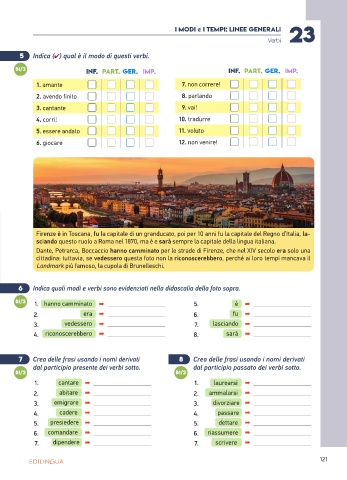 I MODI e I TEMPI: LINEE GENERALI
Verbi
23
5 Indica (✔) qual è il modo di questi verbi.
B1/2
INF. PART. GER. IMP.
INF. PART. GER. IMP.
1. amante
2. avendo finito
3. cantante
4. corri!
5. essere andato
6. giocare
7. non correre!
8. parlando
9. vai!
10. tradurre
11. voluto
12. non venire!
Firenze è in Toscana, fu la capitale di un granducato, poi per 10 anni fu la capitale del Regno d'Italia, la-
sciando questo ruolo a Roma nel 1870, ma è e sarà sempre la capitale della lingua italiana.
Dante, Petrarca, Boccaccio hanno camminato per le strade di Firenze, che nel XIV secolo era solo una
cittadina: tuttavia, se vedessero questa foto non la riconoscerebbero, perché ai loro tempi mancava il
Landmark più famoso, la cupola di Brunelleschi.
6 Indica quali modi e verbi sono evidenziati nella didascalia della foto sopra.
B1/2
1. hanno camminato ➡
2. era ➡
3. vedessero ➡
4. riconoscerebbero ➡
5. è ➡
6. fu ➡
7. lasciando ➡
8. sarà ➡
7 Crea delle frasi usando i nomi derivati
dal participio presente dei verbi sotto.
B1/2
1. cantare ➡
2. abitare ➡
3. emigrare ➡
4. cadere ➡
5. presiedere ➡
6. comandare ➡
7. dipendere ➡
8 Crea delle frasi usando i nomi derivati
dal participio passato dei verbi sotto.
B1/2
1. laurearsi ➡
2. ammalarsi ➡
3. divorziare ➡
4. passare ➡
5. dettare ➡
6. riassumere ➡
7. scrivere ➡
EDILINGUA
121